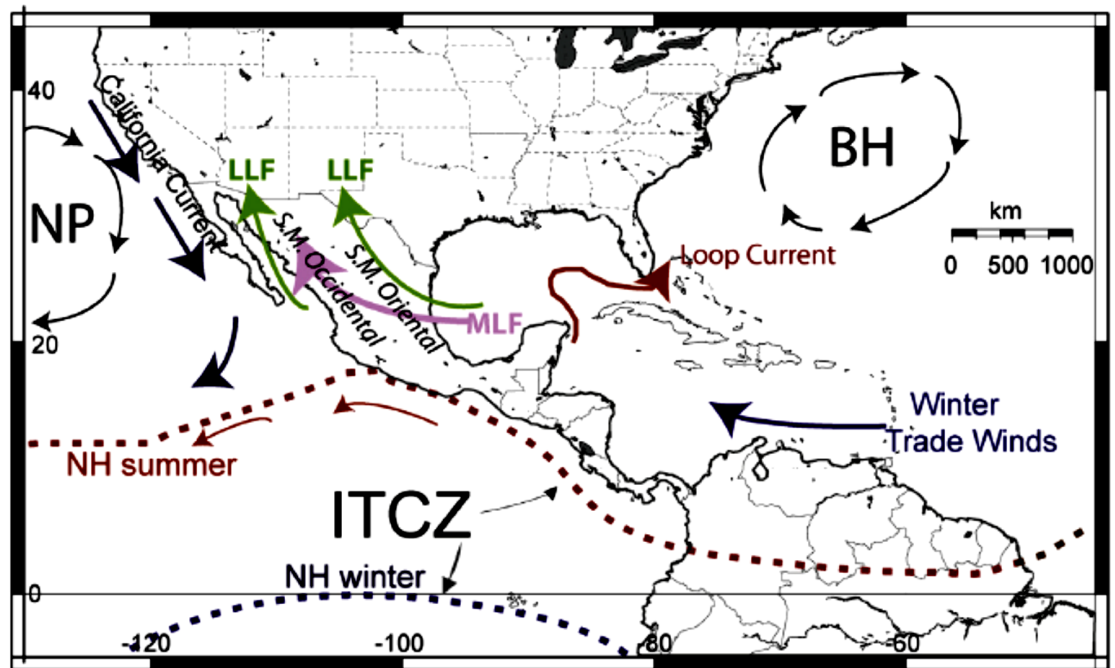 40
California Current
LLF
LLF
BH
NP
km
0 500 1000
S.M. Occidental
S.M. Oriental
Loop Current
MLF
20
Winter
Trade Winds
NH summer
ITCZ
NH winter
0
-120
-100
-80
-60